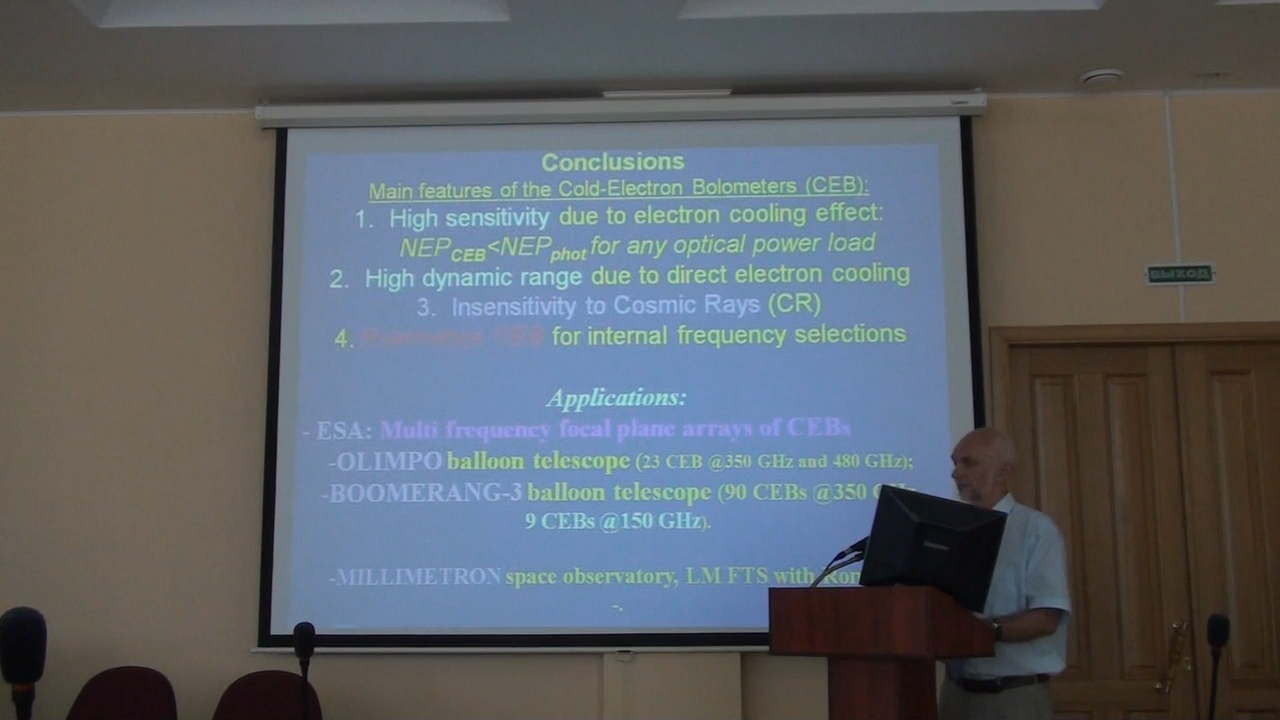 Conclusions
Main features of the Cold-Electron Bolometers (CEB):
1. High sensitivity due to electron cooling effect:
NEPCEB<NEPphot for any optical power load
2. High dynamic range due to direct electron cooling
3. Insensitivity to Cosmic Rays (CR)
4. for internal frequency selections
Applications:
- ESA: Multi frequency focal plane arrays of CEBs
-OLIMPO balloon telescope (23 CEB @350 GHz and 480 GHz);
-BOOMERANG-3 balloon telescope (90 CEBs @350
9 CEBs @150 GHz).
-MILLIMETRON space observatory, LM FTS with
-.
ВЫХОД